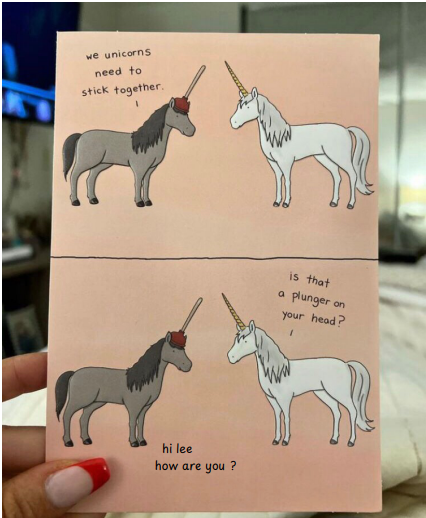 we unicorns
need to
stick together.
is that
a plunger on
your head?
hi lee
how are you ?